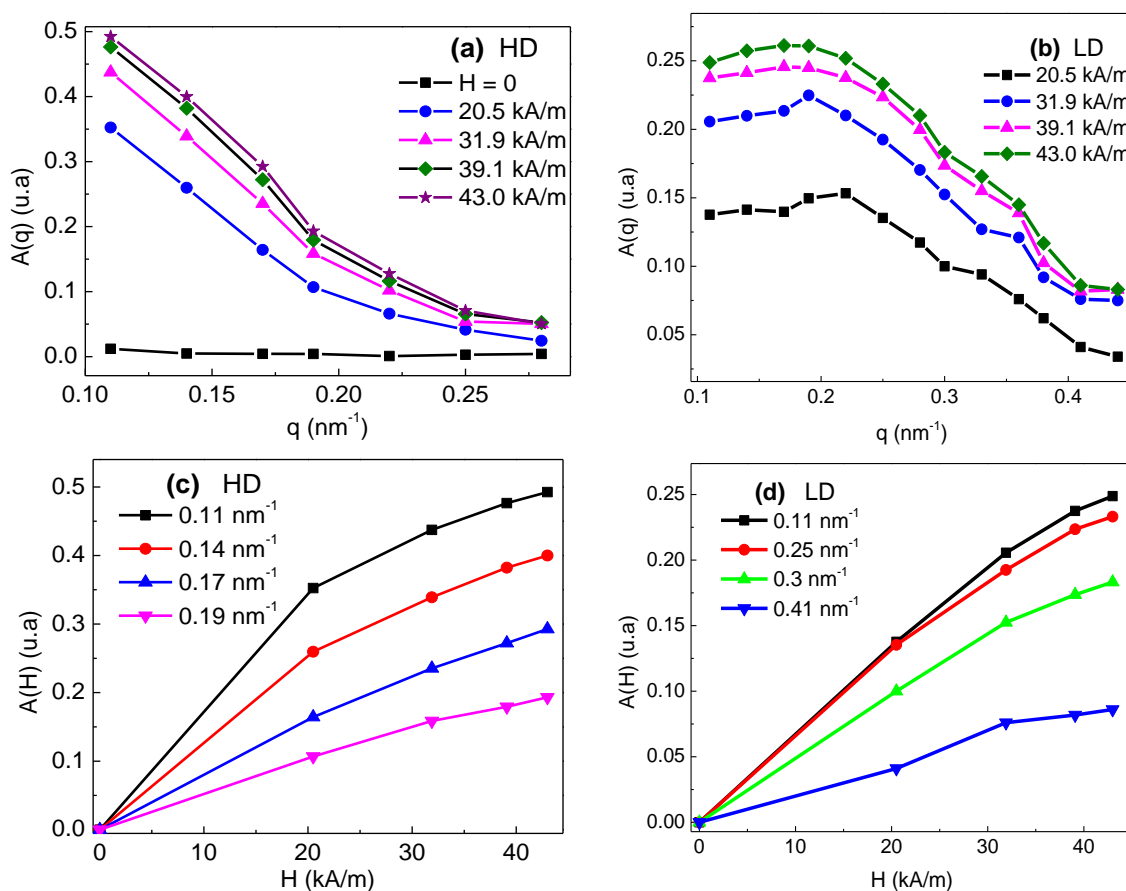 (a) HD
H = 0
20.5 kA/m
31.9 kA/m
39.1 kA/m
43.0 kA/m
0.5
0.4
0.3
0.2
0.1
0.0
A(q) (u.a)
0.10
0.15
0.20
0.25
q (nm⁻¹)
(b) LD
20.5 kA/m
31.9 kA/m
39.1 kA/m
43.0 kA/m
0.25
0.20
0.15
0.10
0.05
A(q) (u.a)
0.1
0.2
0.3
0.4
q (nm⁻¹)
(c) HD
0.11 nm⁻¹
0.14 nm⁻¹
0.17 nm⁻¹
0.19 nm⁻¹
0.5
0.4
0.3
0.2
0.1
0.0
A(H) (u.a)
0
10
20
30
40
H (kA/m)
(d) LD
0.11 nm⁻¹
0.25 nm⁻¹
0.3 nm⁻¹
0.41 nm⁻¹
0.25
0.20
0.15
0.10
0.05
0.00
A(H) (u.a)
0
10
20
30
40
H (kA/m)